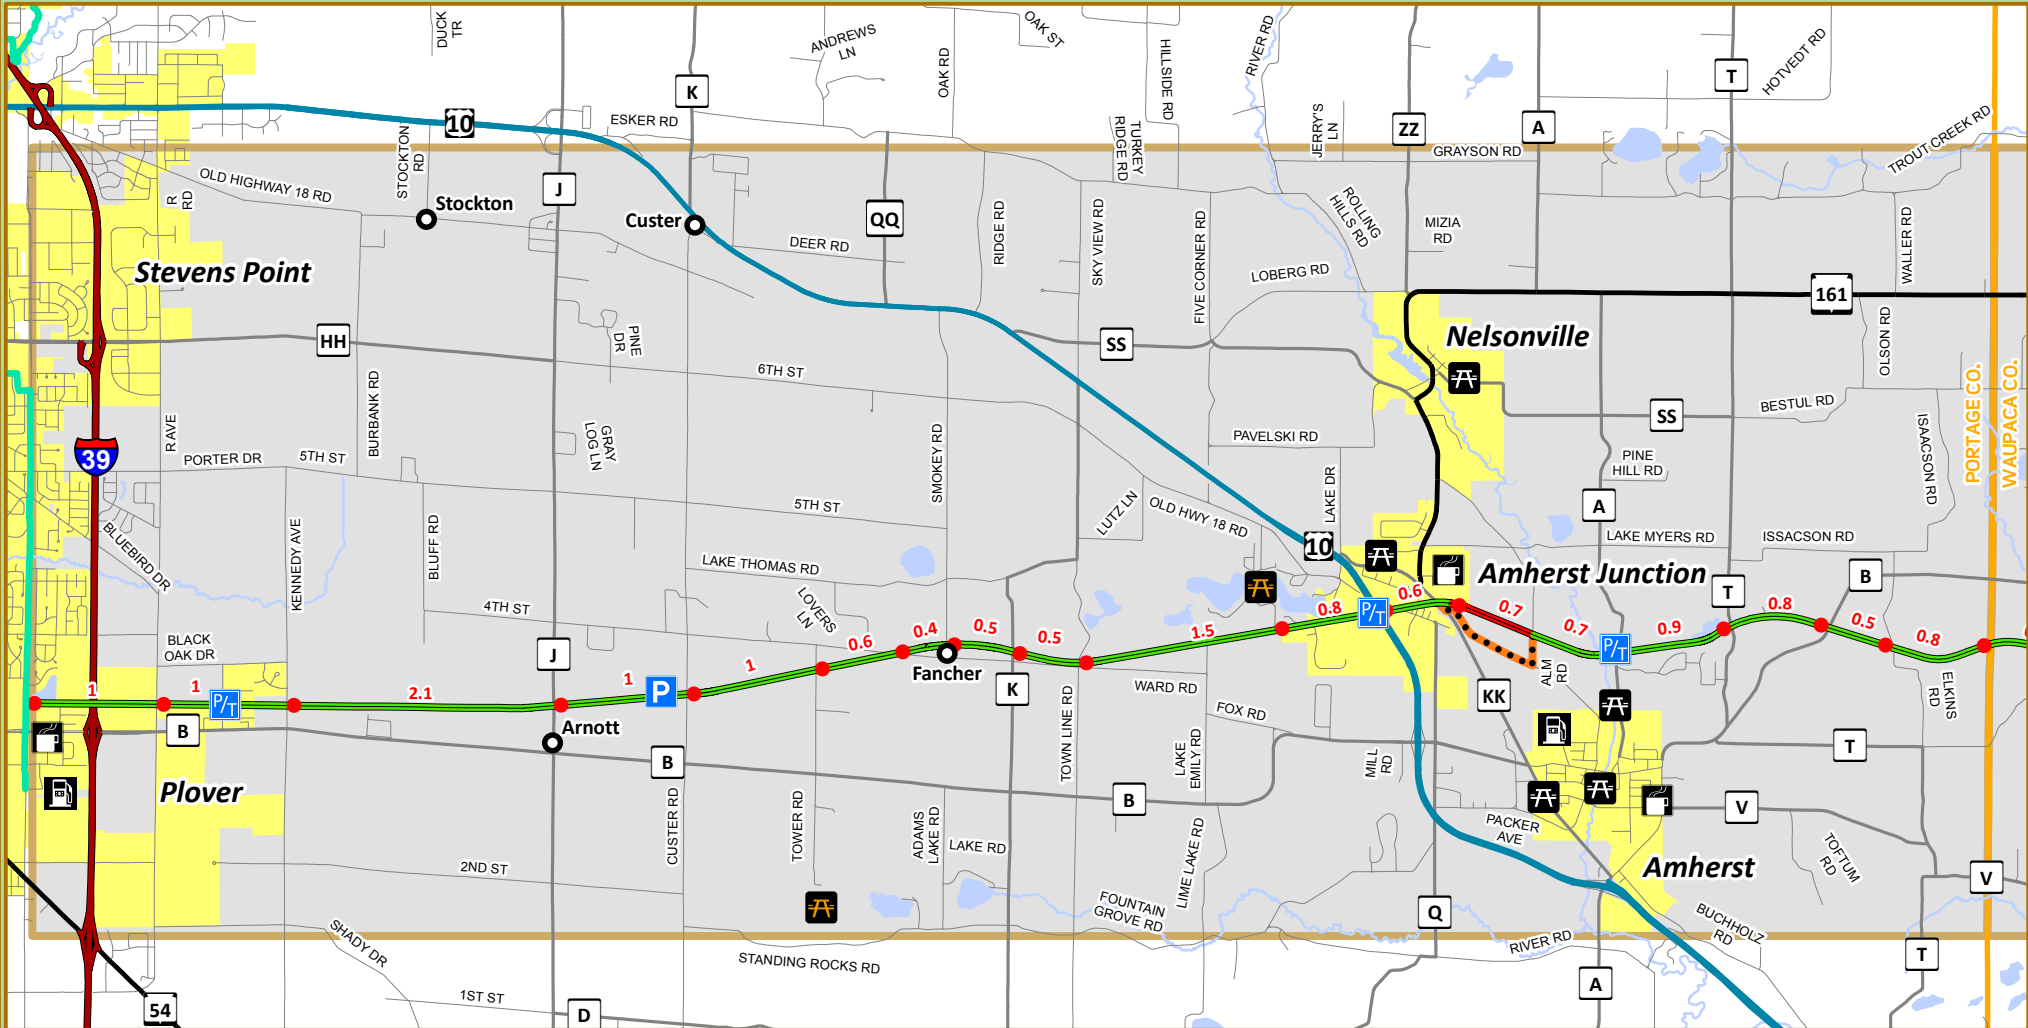 DUCK
TR
ANDREWS
LN
OAK RD
OAK ST
HILLSIDE RD
RIVER RD
T
HOTVEDT RD
K
10
ESKER RD
STOCKTON
RD
TURKEY
RIDGE RD
JERRY'S
LN
ZZ
A
GRAYSON RD
TROUT CREEK RD
OLD HIGHWAY 18 RD
R
RD
J
Stockton
Custer
QQ
DEER RD
RIDGE RD
SKY VIEW RD
FIVE CORNER RD
ROLLING
HILLS RD
MIZIA
RD
WALLER RD
Stevens Point
LOBERG RD
161
HH
PINE
DR
SS
Nelsonville
OLSON RD
6TH ST
PORTAGE CO.
WAUPACA CO.
R AVE
BURBANK RD
GRAY
LOG LN
SMOKEY RD
PAVELSKI RD
SS
BESTUL RD
ISAACSON RD
39
PORTER DR
5TH ST
PINE
HILL RD
LAKE DR
5TH ST
LUTZ LN
OLD HWY 18 RD
A
BLUEBIRD DR
KENNEDY AVE
BLUFF RD
10
LAKE MYERS RD
ISSACSON RD
LAKE THOMAS RD
Amherst Junction
B
LOVERS
LN
4TH ST
T
0.8
0.6
0.7
0.8
0.5
0.8
P/T
BLACK
OAK DR
J
0.6
0.4
0.5
0.5
1.5
0.7
P/T
0.9
Fancher
ALM
RD
1
1
P/T
2.1
1
P
1
K
WARD RD
KK
ELKINS
RD
B
Arnott
TOWN LINE RD
FOX RD
T
B
LAKE
EMILY RD
MILL
RD
Plover
B
V
CUSTER RD
TOWER RD
ADAMS
LAKE RD
LAKE RD
LIME LAKE RD
PACKER
AVE
TOFTUM
RD
2ND ST
Amherst
V
FOUNTAIN
GROVE RD
Q
BUCHHOLZ
RD
SHADY DR
RIVER RD
T
STANDING ROCKS RD
A
54
1ST ST
D